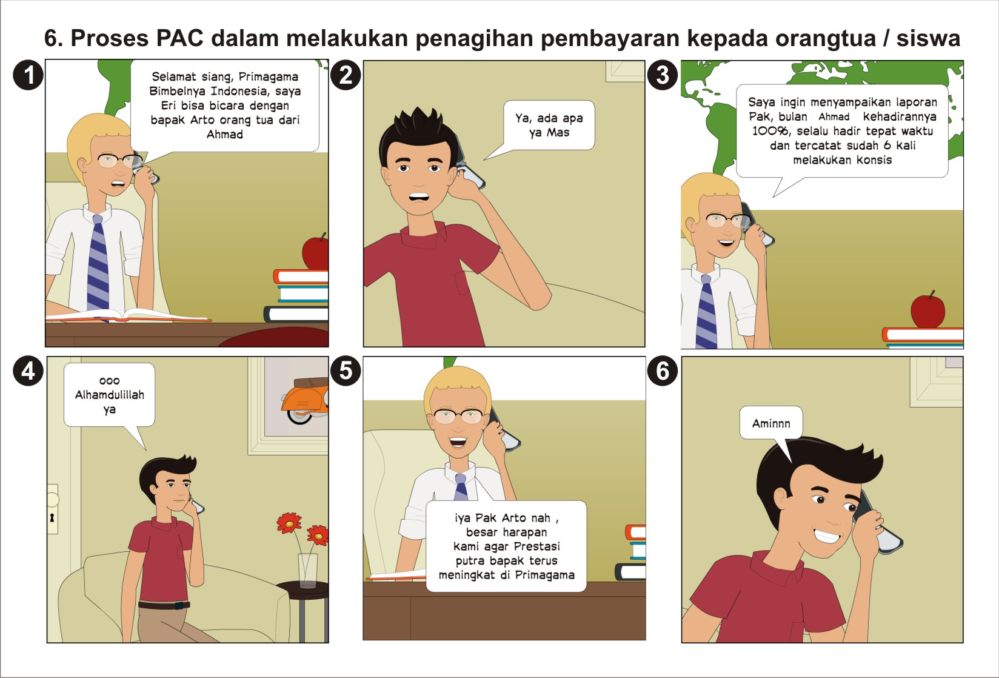 6. Proses PAC dalam melakukan penagihan pembayaran kepada orangtua / siswa
1
Selamat siang, Primagama
Bimbelnya Indonesia, saya
Eri bisa bicara dengan
bapak Arto orang tua dari
Ahmad
2
Ya, ada apa
ya Mas
3
Saya ingin menyampaikan laporan
Pak, bulan Ahmad kehadirannya
100%, selalu hadir tepat waktu
dan tercatat sudah 6 kali
melakukan konsis
4
ooo
Alhamdulillah
ya
5
iya Pak Arto nah ,
besar harapan
kami agar Prestasi
putra bapak terus
meningkat di Primagama
6
Aminnn